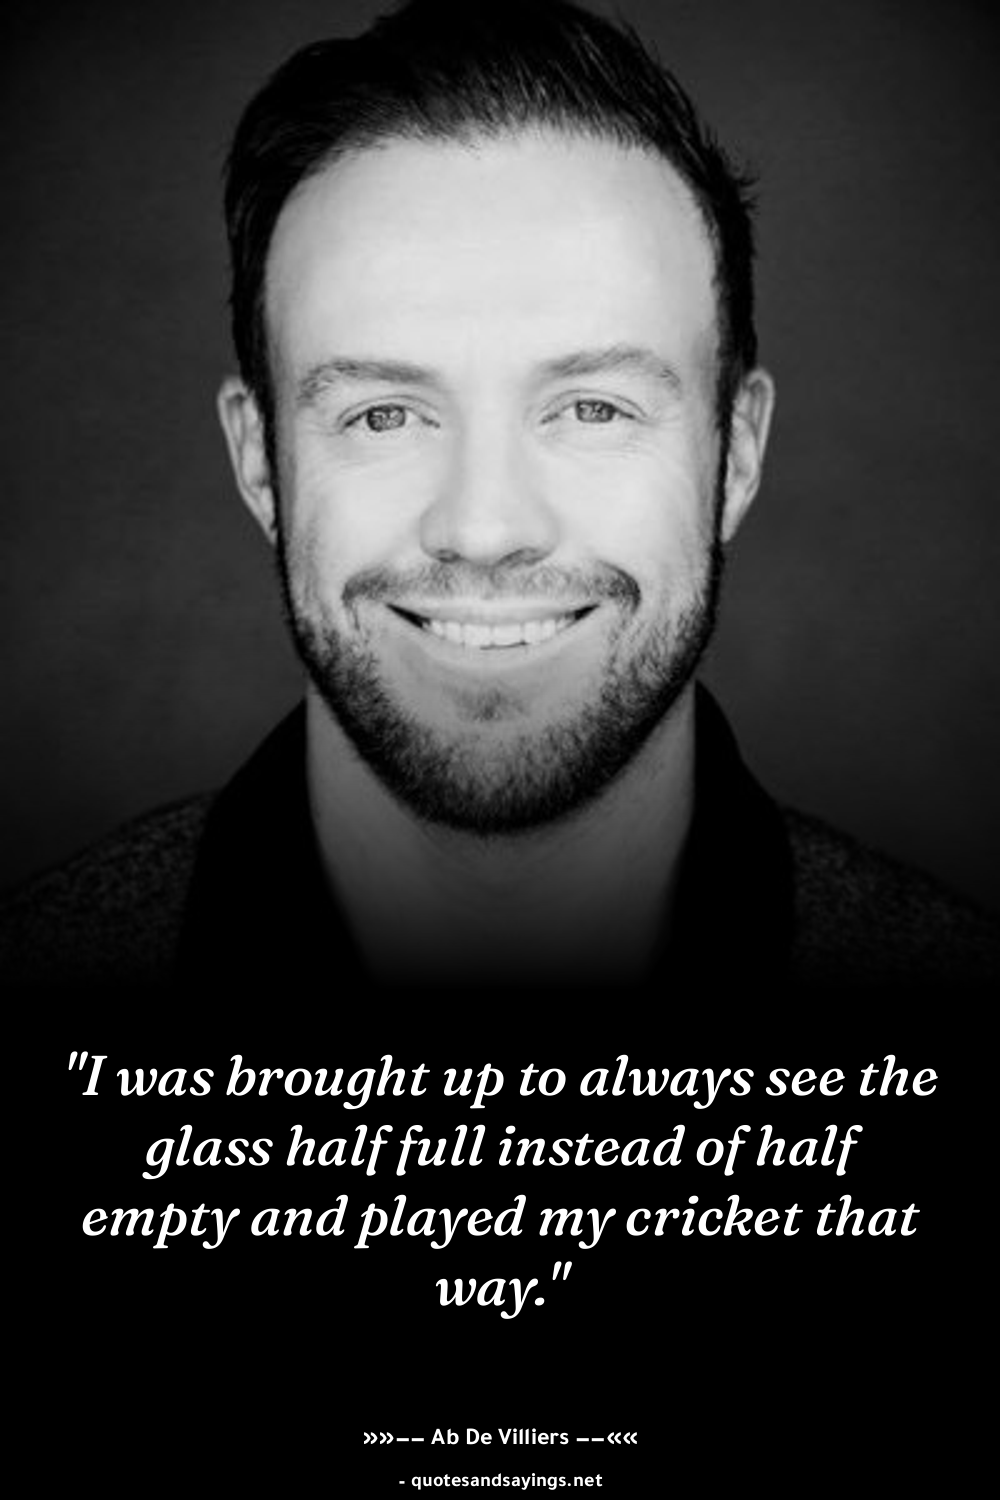 "I was brought up to always see the
glass half full instead of half
empty and played my cricket that
way."
»»–– Ab De Villiers ––««
- quotesandsayings.net